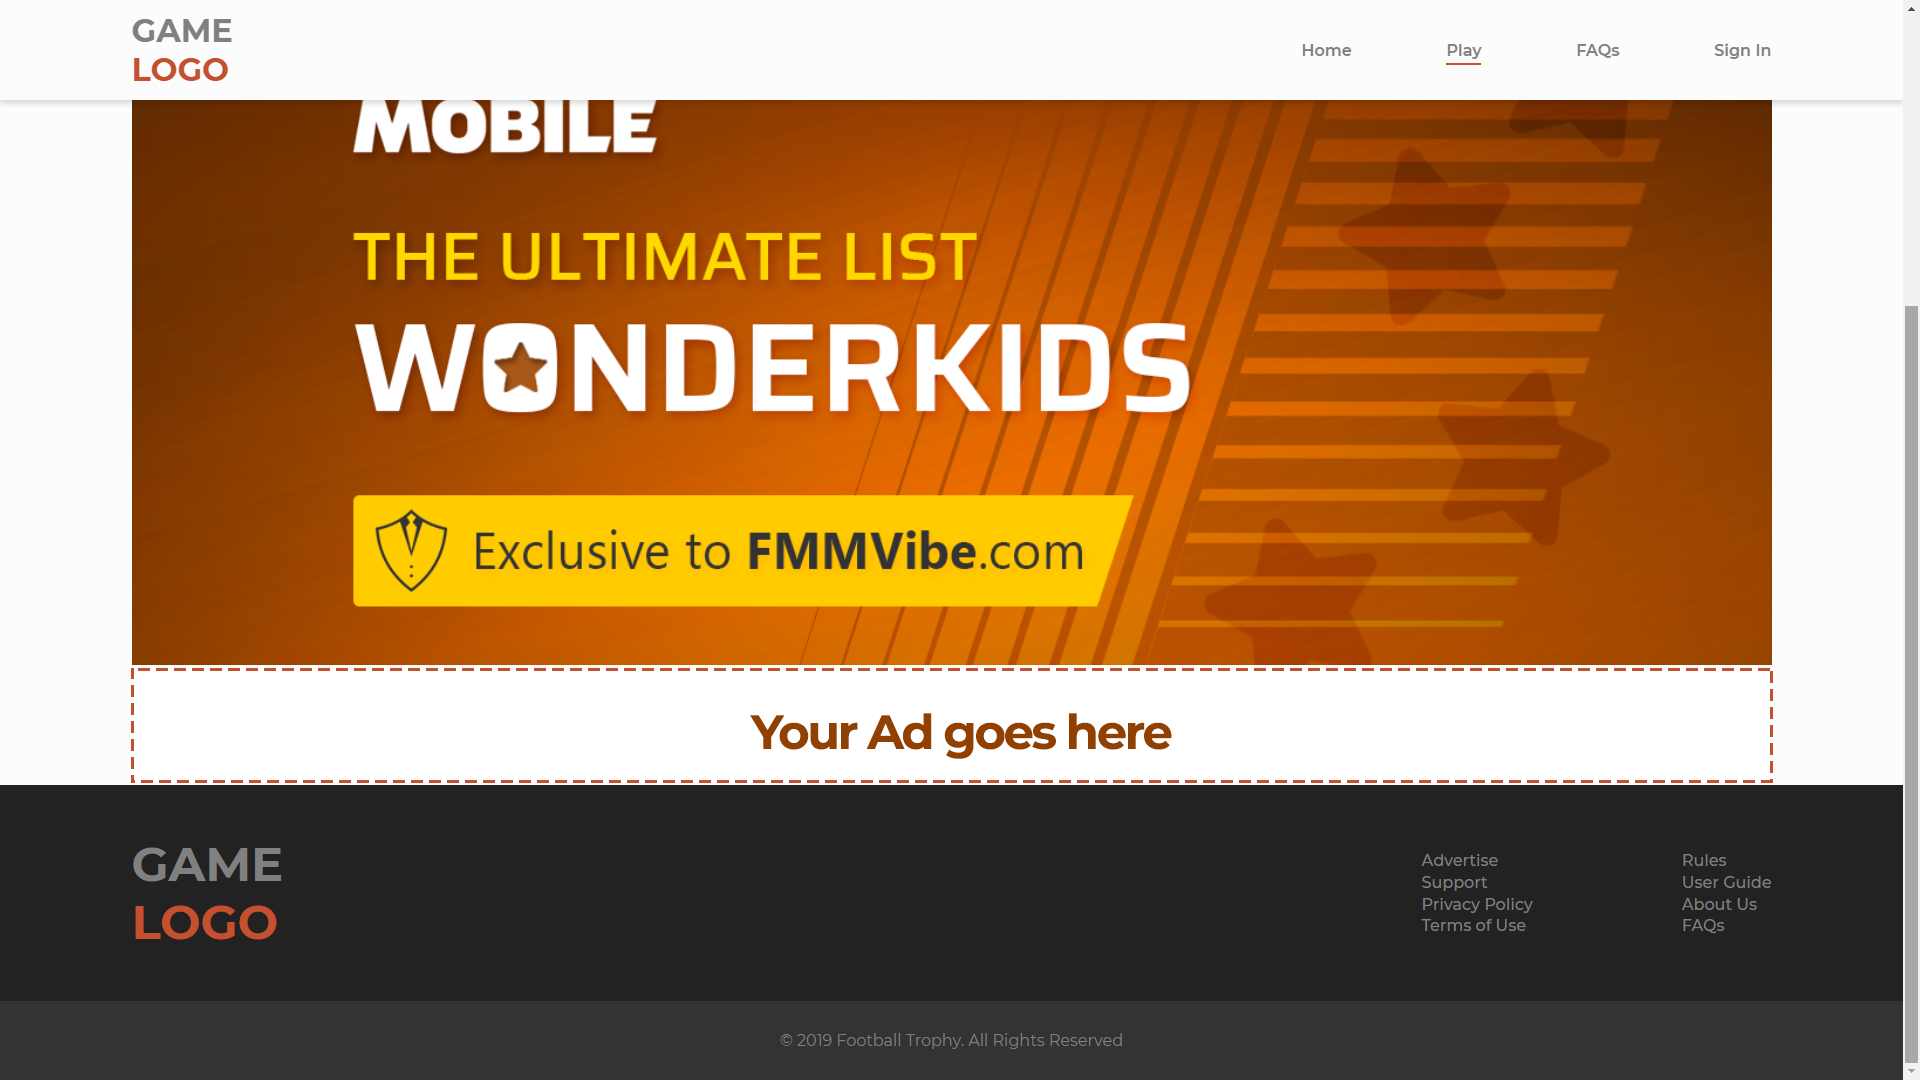 GAME
LOGO
Home
Play
FAQs
Sign In
MOBILE
THE ULTIMATE LIST
WONDERKIDS
Exclusive to FMMVibe.com
Your Ad goes here
GAME
LOGO
Advertise
Support
Privacy Policy
Terms of Use
Rules
User Guide
About Us
FAQs
© 2019 Football Trophy. All Rights Reserved